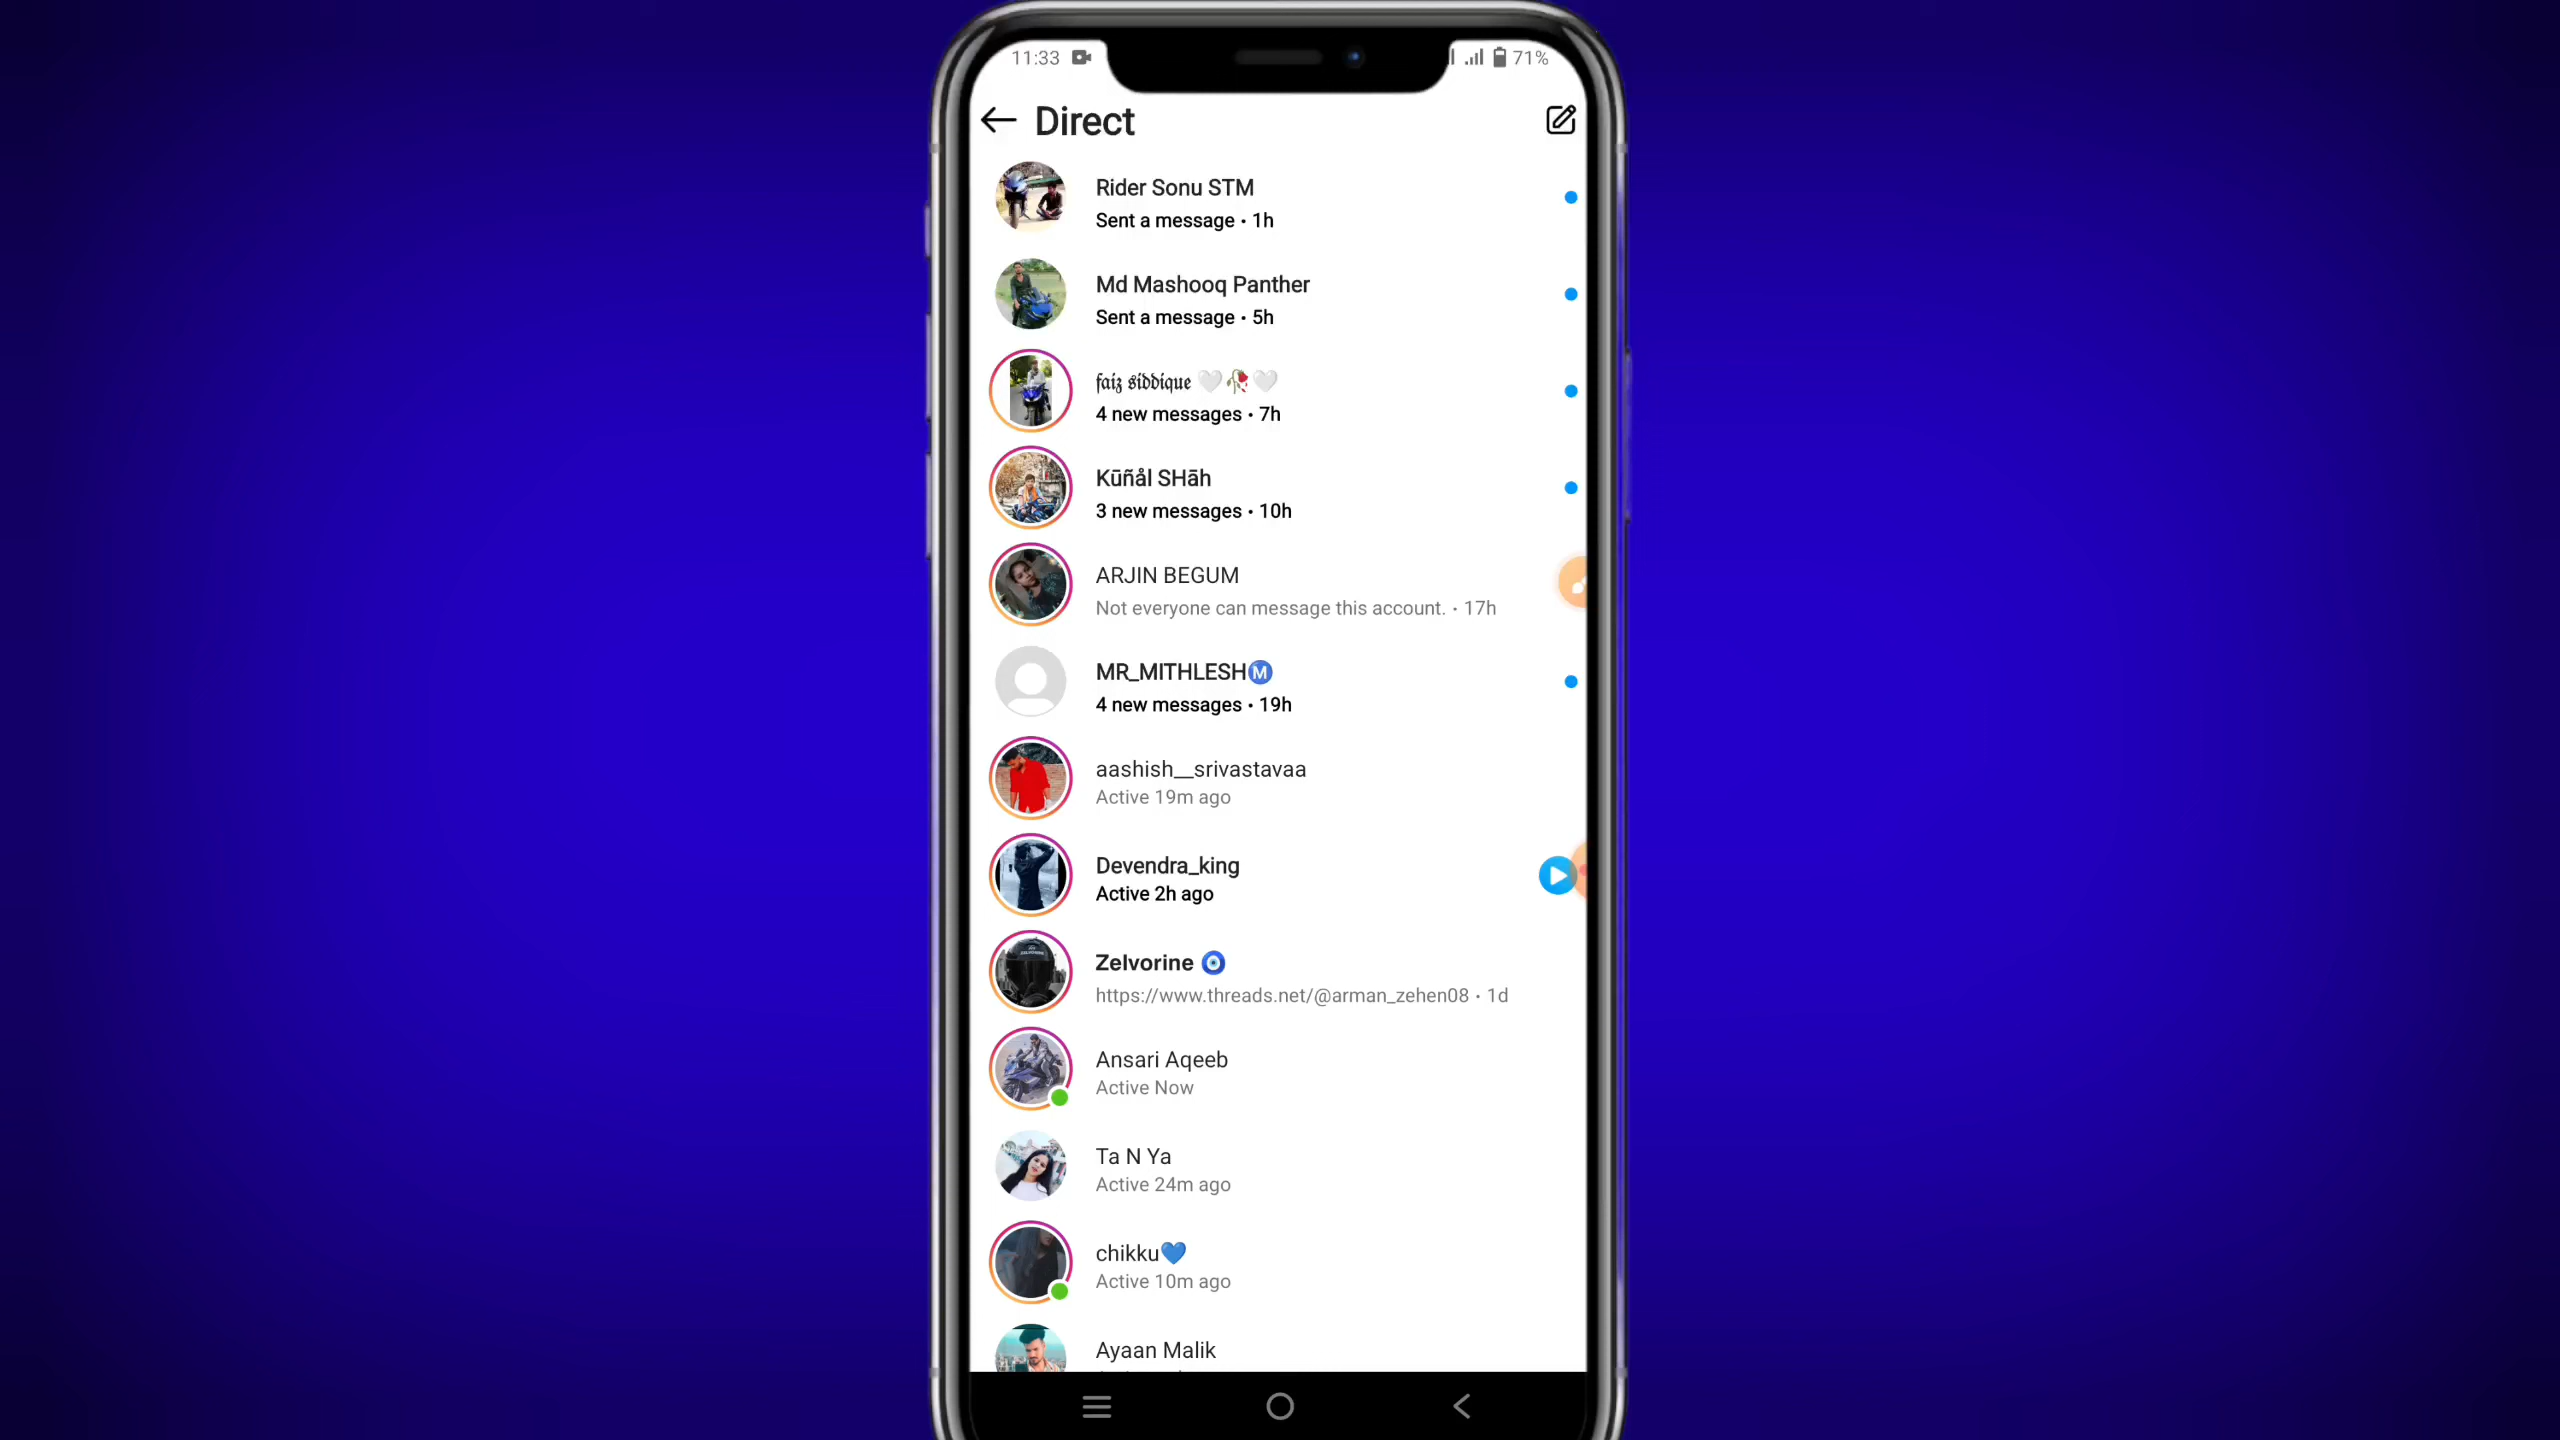 11:33 71%
Direct
Rider Sonu STM
Sent a message · 1h
Md Mashooq Panther
Sent a message · 5h
𝔣𝔞𝔦𝔷 𝔰𝔦𝔡𝔡𝔦𝔮𝔲𝔢 🤍🥀🤍
4 new messages · 7h
Kūñål SHāh
3 new messages · 10h
ARJIN BEGUM
Not everyone can message this account. · 17h
MR_MITHLESHⓂ️
4 new messages · 19h
aashish__srivastavaa
Active 19m ago
Devendra_king
Active 2h ago
Zelvorine 🧿
https://www.threads.net/@arman_zehen08 · 1d
Ansari Aqeeb
Active Now
Ta N Ya
Active 24m ago
chikku💙
Active 10m ago
Ayaan Malik